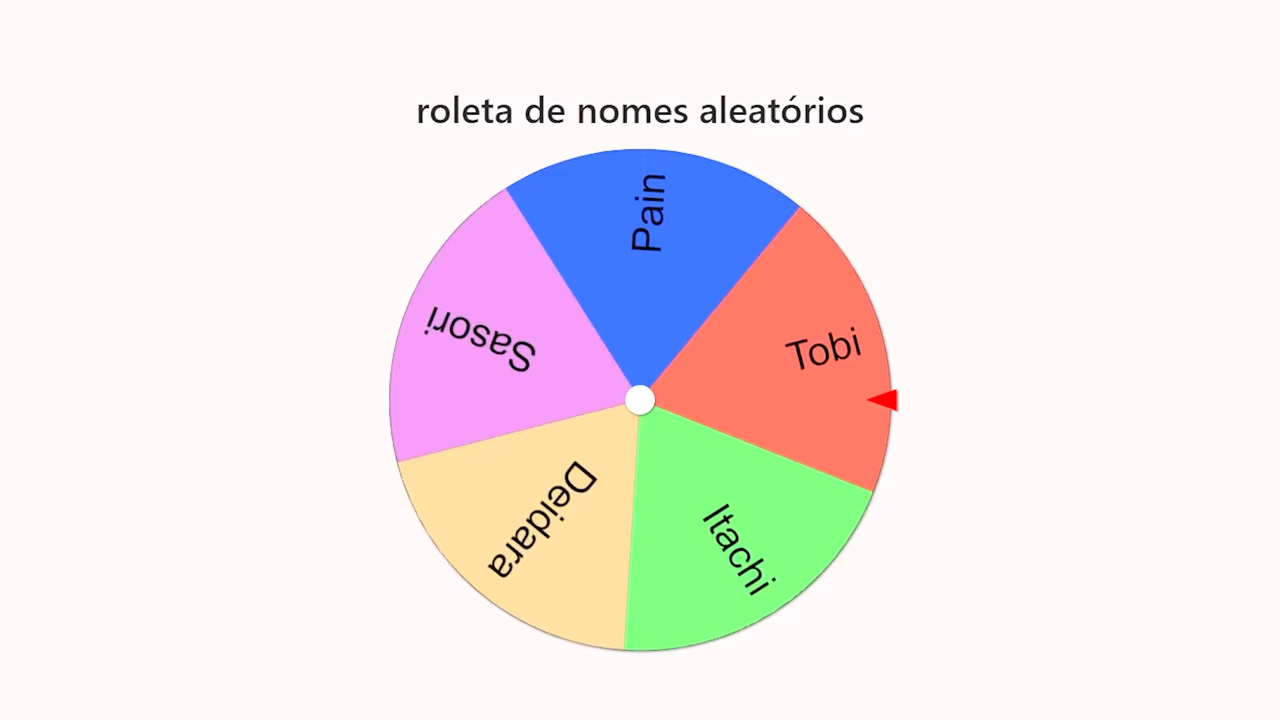 roleta de nomes aleatórios
Pain
Tobi
Sasori
Deidara
Itachi